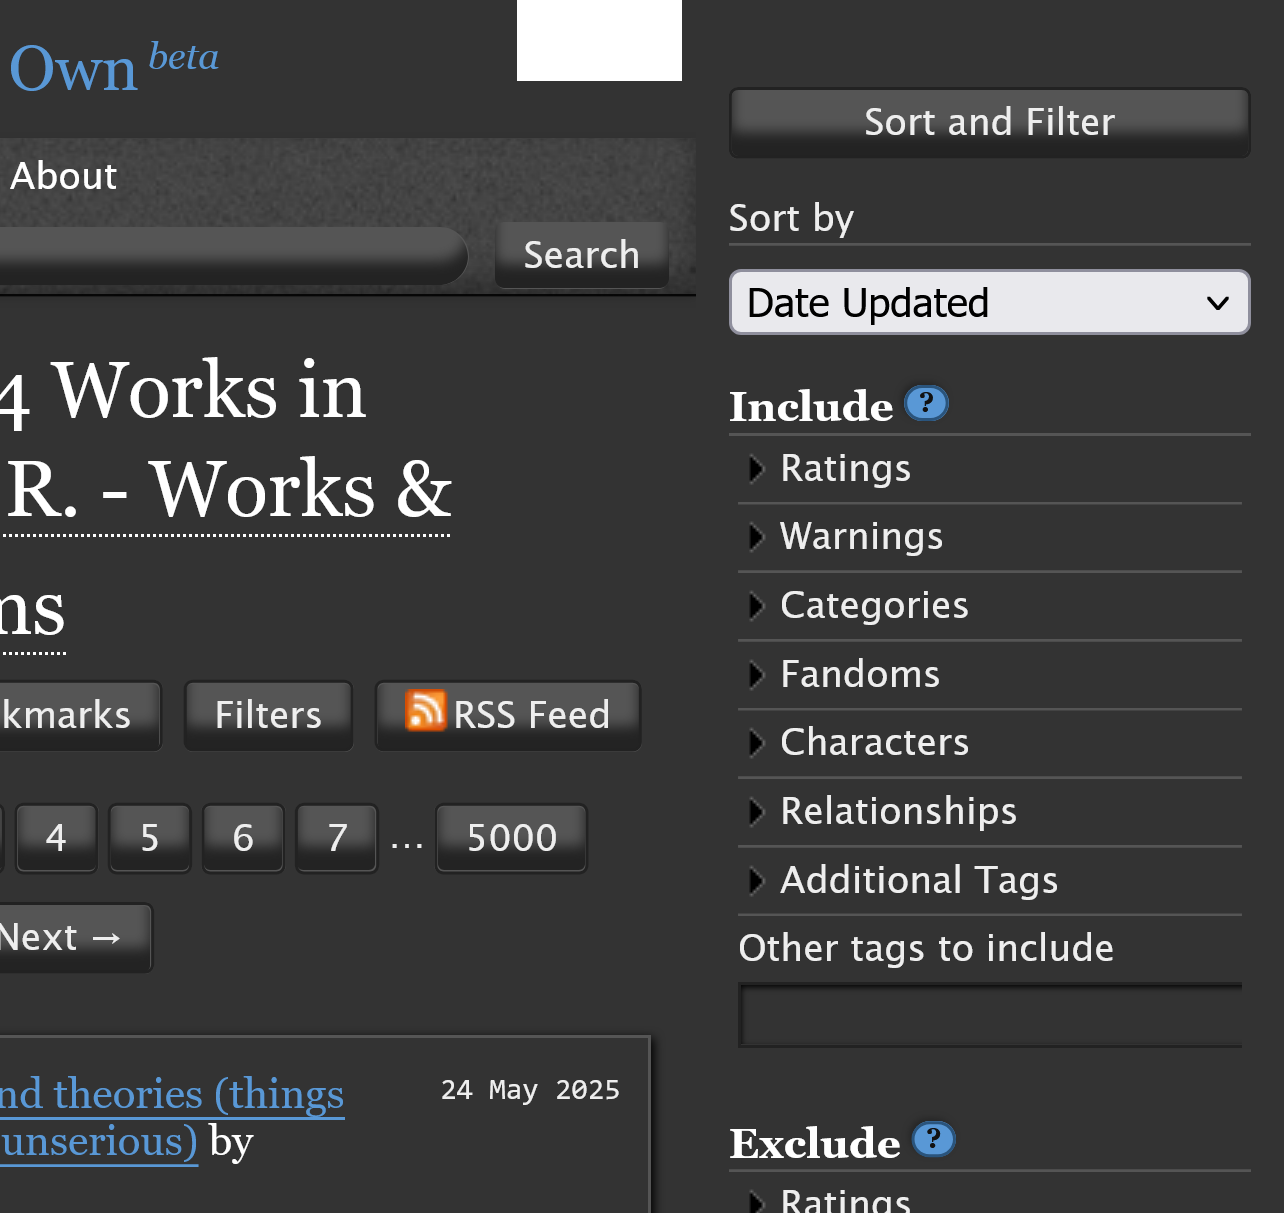 Own beta
About
Search
4 Works in
R. - Works &
ms
kmarks
Filters
RSS Feed
4 5 6 7 … 5000
Next →
nd theories (things
unserious) by
24 May 2025
Sort and Filter
Sort by
Date Updated
Include ?
Ratings
Warnings
Categories
Fandoms
Characters
Relationships
Additional Tags
Other tags to include
Exclude ?
Ratings